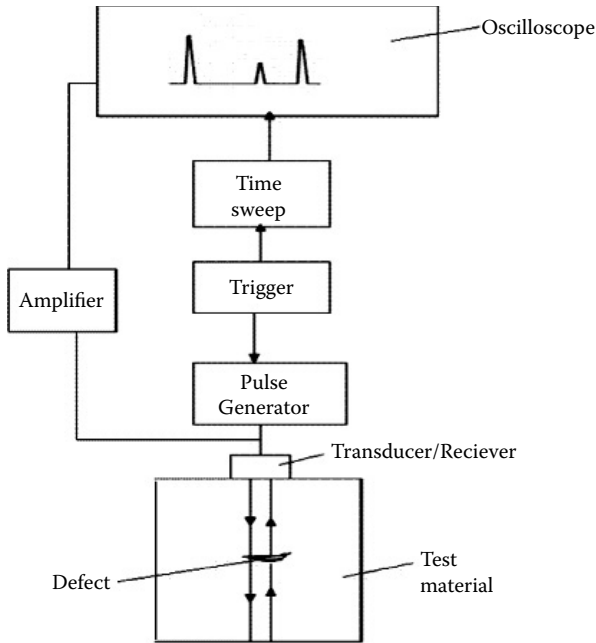 Oscilloscope
Time
sweep
Amplifier
Trigger
Pulse
Generator
Transducer/Reciever
Defect
Test
material